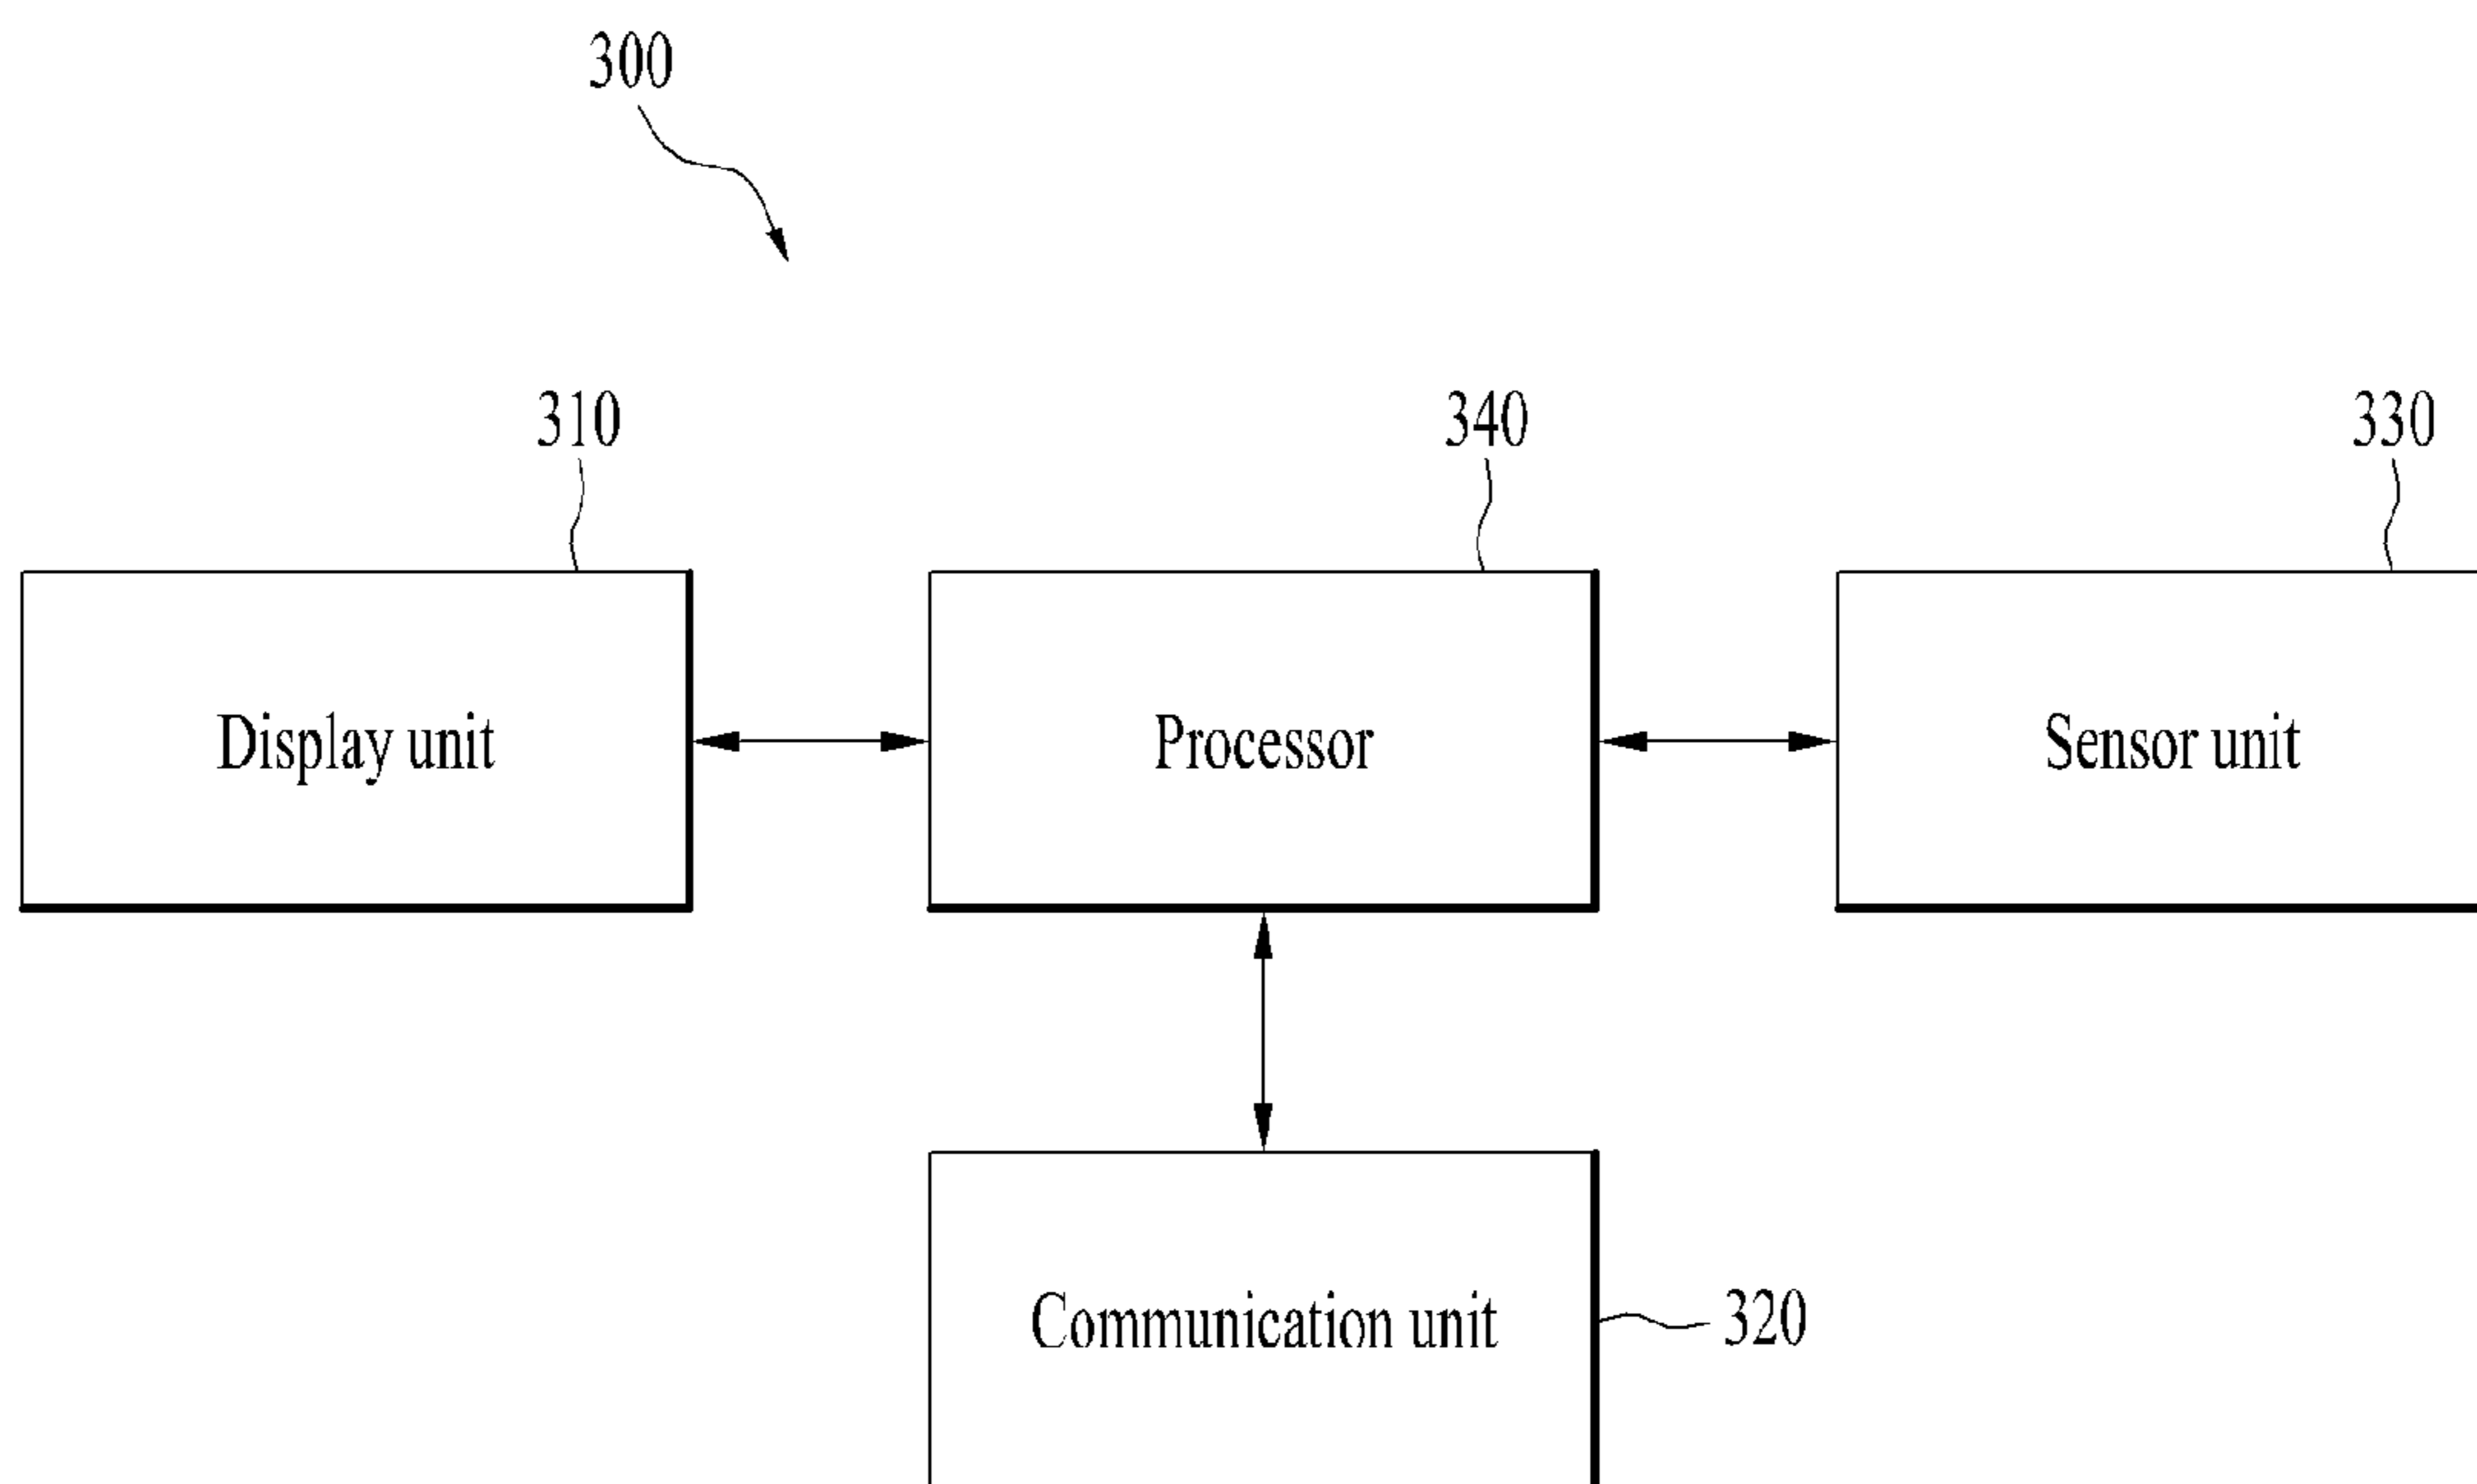 300
310
340
330
Display unit
Processor
Sensor unit
Communication unit
320